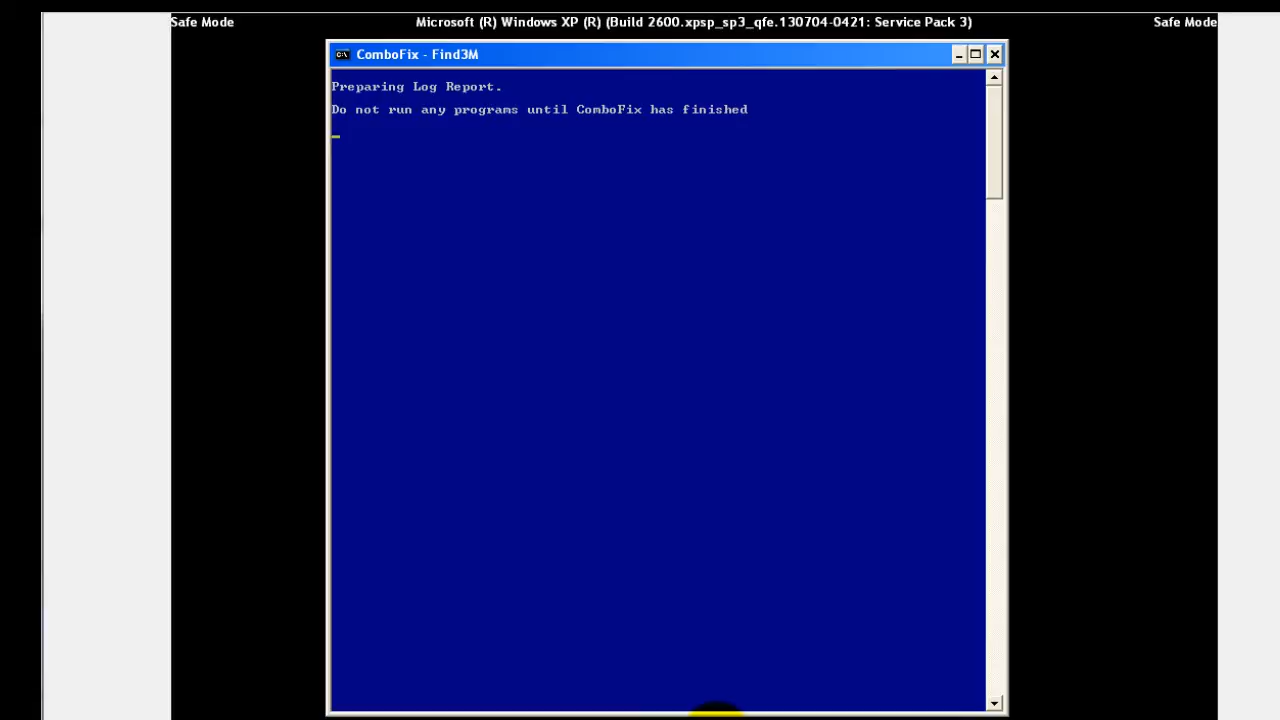 Safe Mode
Microsoft (R) Windows XP (R) (Build 2600.xpsp_sp3_qfe.130704-0421: Service Pack 3)
Safe Mode
C:\ ComboFix - Find3M
Preparing Log Report.
Do not run any programs until ComboFix has finished